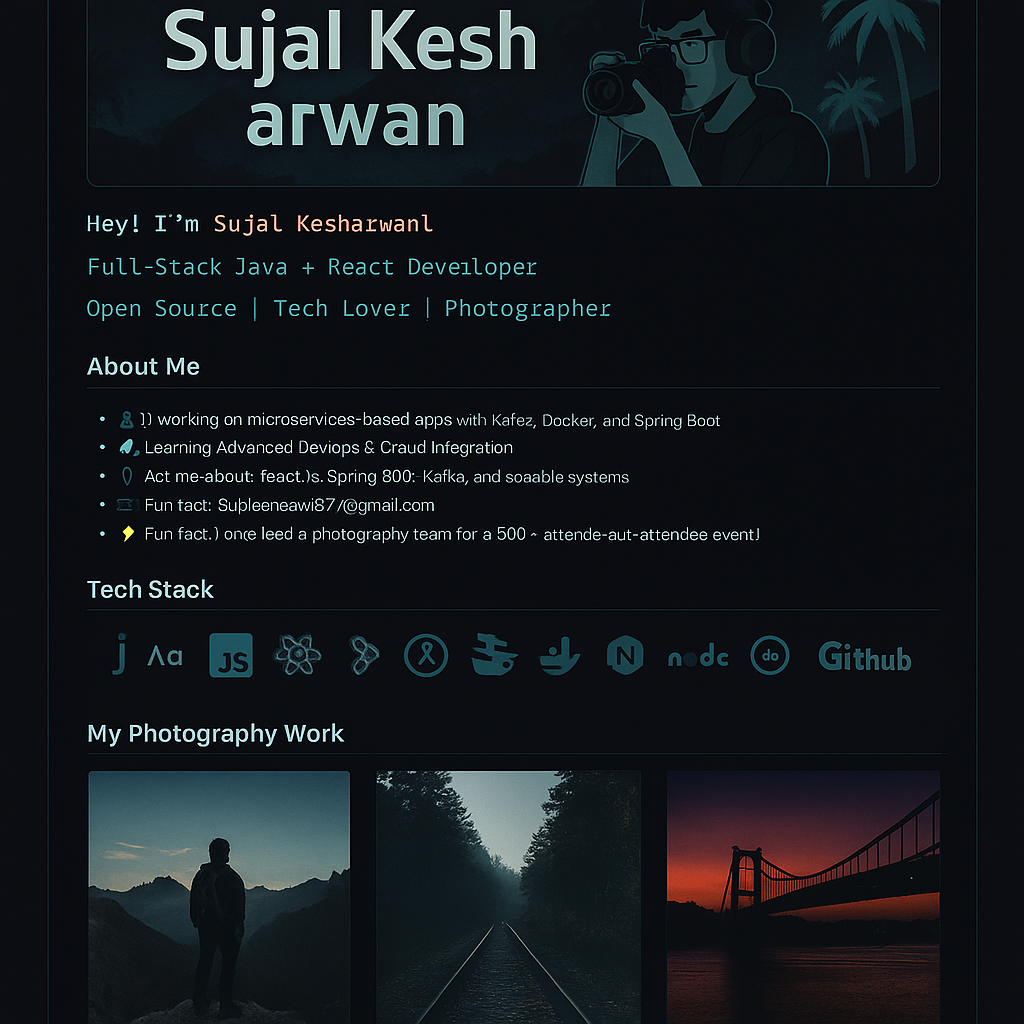 Sujal Kesh
arwan
Hey! I'm Sujal Kesharwanl
Full-Stack Java + React Deveıloper
Open Source | Tech Lover | Photographer
About Me
• )) working on microservices-based apps with Kafez, Docker, and Spring Boot
• Learning Advanced Deviops & Craud Infegration
• Act me-about: feact.)s. Spring 800: Kafka, and soaable systems
• Fun tact: Subleeneawi87/@gmail.com
• Fun fact.) once leed a photography team for a 500 ~ attende-aut-attendee event!
Tech Stack
j Λa JS N nodc do Github
My Photography Work